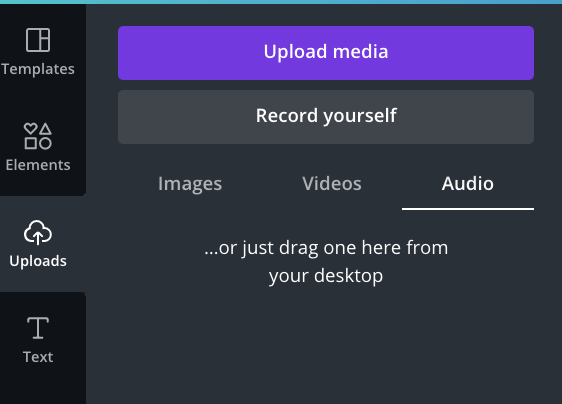 Templates
Elements
Uploads
Text
Upload media
Record yourself
Images Videos Audio
...or just drag one here from
your desktop